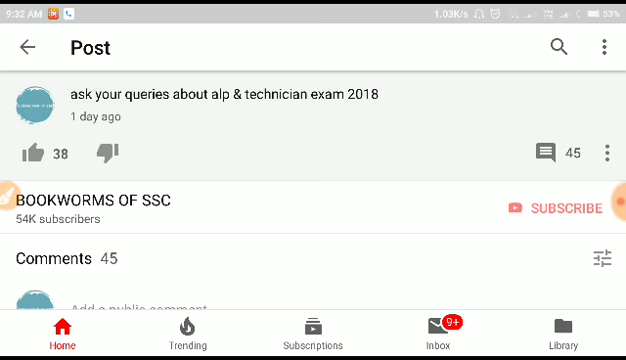 9:32 AM
1.03K/s 53%
Post
ask your queries about alp & technician exam 2018
1 day ago
38
45
BOOKWORMS OF SSC
54K subscribers
SUBSCRIBE
Comments 45
Add a public comment
Home
Trending
Subscriptions
9+
Inbox
Library